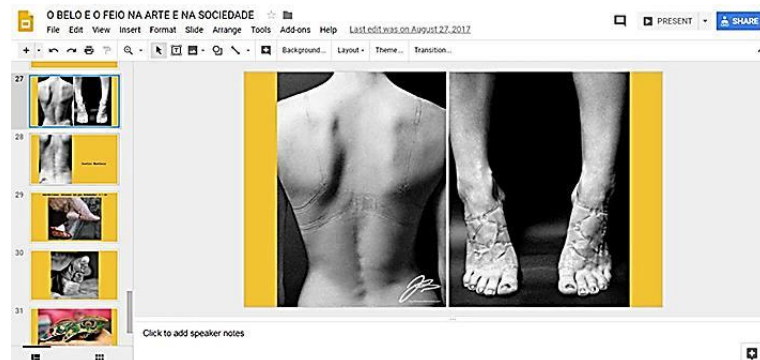 O BELO E O FEIO NA ARTE E NA SOCIEDADE
File Edit View Insert Format Slide Arrange Tools Add-ons Help Last edit was on August 27, 2017
PRESENT
SHARE
Background... Layout Theme... Transition...
27
28
29
30
31
Click to add speaker notes